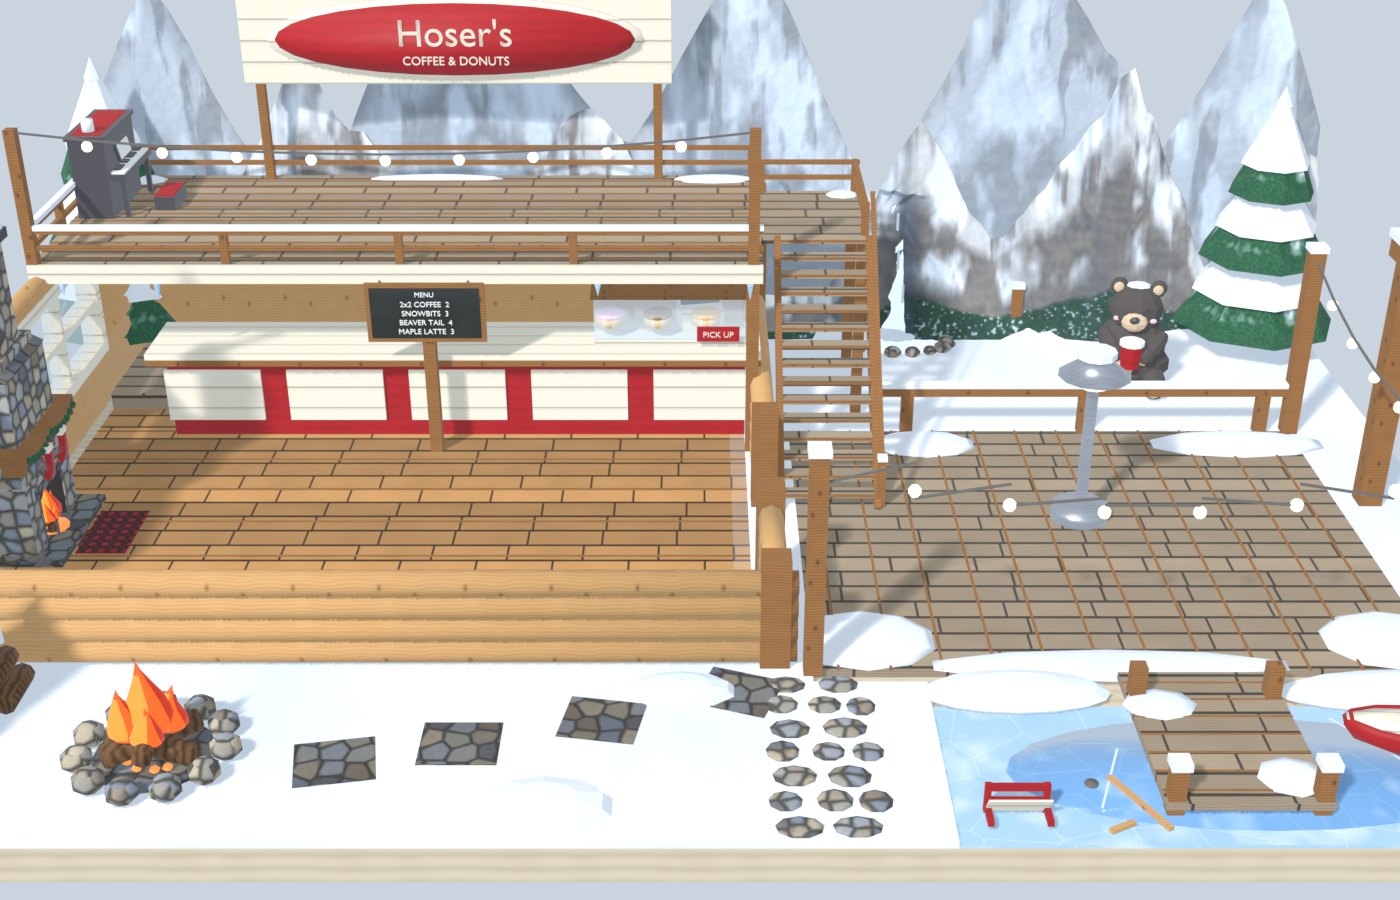 Hoser's
COFFEE & DONUTS
MENU
2x2 COFFEE 2
SNOWBITS 3
BEAVER TAIL 4
MAPLE LATTE 3
PICK UP